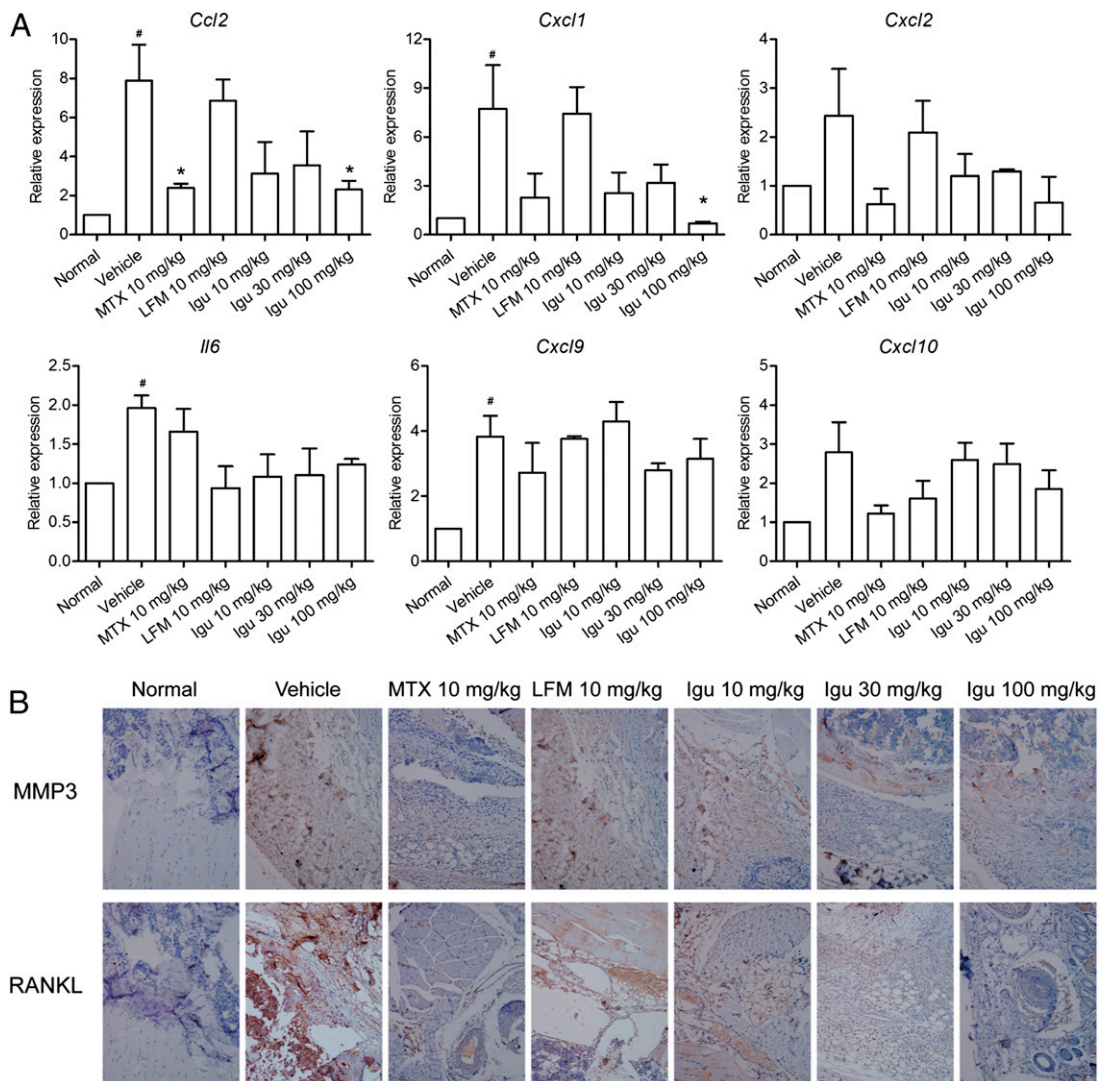 A
Ccl2
Cxcl1
Cxcl2
Relative expression
10
8
6
4
2
0
#
*
*
Normal
Vehicle
MTX 10 mg/kg
LFM 10 mg/kg
Igu 10 mg/kg
Igu 30 mg/kg
Igu 100 mg/kg
Relative expression
12
9
6
3
0
#
*
Normal
Vehicle
MTX 10 mg/kg
LFM 10 mg/kg
Igu 10 mg/kg
Igu 30 mg/kg
Igu 100 mg/kg
Relative expression
4
3
2
1
0
Normal
Vehicle
MTX 10 mg/kg
LFM 10 mg/kg
Igu 10 mg/kg
Igu 30 mg/kg
Igu 100 mg/kg
Il6
Cxcl9
Cxcl10
Relative expression
2.5
2.0
1.5
1.0
0.5
0.0
#
Normal
Vehicle
MTX 10 mg/kg
LFM 10 mg/kg
Igu 10 mg/kg
Igu 30 mg/kg
Igu 100 mg/kg
Relative expression
6
4
2
0
#
Normal
Vehicle
MTX 10 mg/kg
LFM 10 mg/kg
Igu 10 mg/kg
Igu 30 mg/kg
Igu 100 mg/kg
Relative expression
5
4
3
2
1
0
Normal
Vehicle
MTX 10 mg/kg
LFM 10 mg/kg
Igu 10 mg/kg
Igu 30 mg/kg
Igu 100 mg/kg
B
Normal Vehicle MTX 10 mg/kg LFM 10 mg/kg Igu 10 mg/kg Igu 30 mg/kg Igu 100 mg/kg
MMP3
RANKL